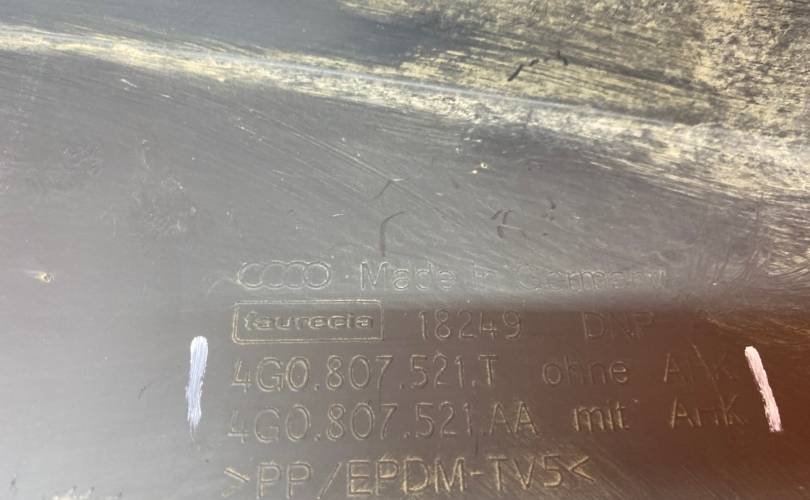 Made in Germany
faurecia 18249 DNP
4G0.807.521.T ohne AHK
4G0.807.521.AA mit AHK
>PP/EPDM-TV5<